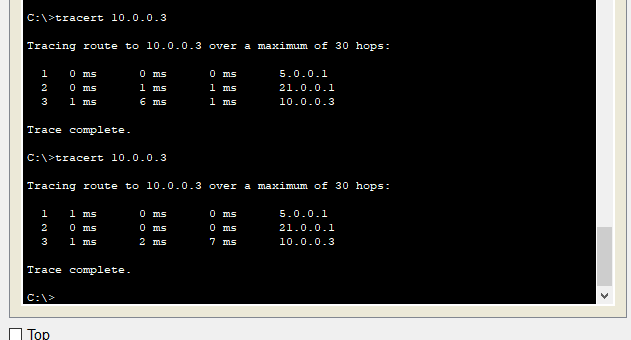 C:\>tracert 10.0.0.3
Tracing route to 10.0.0.3 over a maximum of 30 hops:
1 0 ms 0 ms 0 ms 5.0.0.1
2 0 ms 1 ms 1 ms 21.0.0.1
3 1 ms 6 ms 1 ms 10.0.0.3
Trace complete.
C:\>tracert 10.0.0.3
Tracing route to 10.0.0.3 over a maximum of 30 hops:
1 1 ms 0 ms 0 ms 5.0.0.1
2 0 ms 0 ms 0 ms 21.0.0.1
3 1 ms 2 ms 7 ms 10.0.0.3
Trace complete.
C:\>
Top